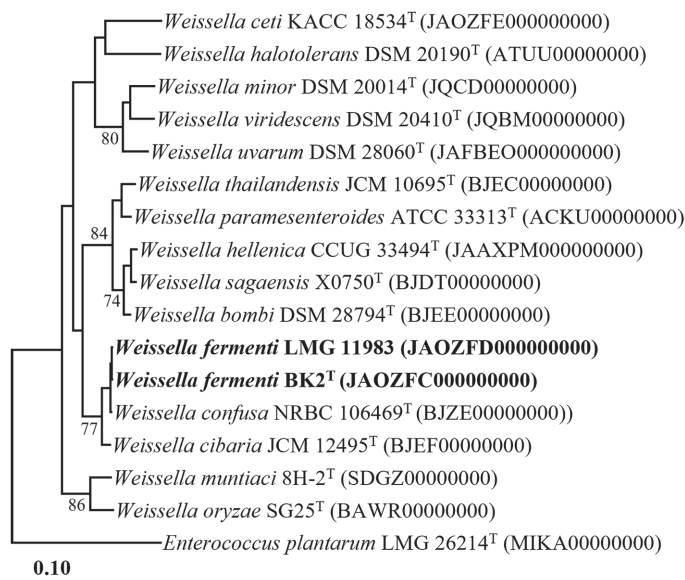 Weissella ceti KACC 18534ᵀ (JAOZFE000000000)
Weissella halotolerans DSM 20190ᵀ (ATUU00000000)
Weissella minor DSM 20014ᵀ (JQCD00000000)
Weissella viridescens DSM 20410ᵀ (JQBM00000000)
80
Weissella uvarum DSM 28060ᵀ (JAFBEO000000000)
Weissella thailandensis JCM 10695ᵀ (BJEC00000000)
Weissella paramesenteroides ATCC 33313ᵀ (ACKU00000000)
84
Weissella hellenica CCUG 33494ᵀ (JAAXPM000000000)
Weissella sagaensis X0750ᵀ (BJDT00000000)
74
Weissella bombi DSM 28794ᵀ (BJEE00000000)
Weissella fermenti LMG 11983 (JAOZFD000000000)
Weissella fermenti BK2ᵀ (JAOZFC000000000)
Weissella confusa NRBC 106469ᵀ (BJZE00000000))
77
Weissella cibaria JCM 12495ᵀ (BJEF00000000)
Weissella muntiaci 8H-2ᵀ (SDGZ00000000)
86
Weissella oryzae SG25ᵀ (BAWR00000000)
Enterococcus plantarum LMG 26214ᵀ (MIKA00000000)
0.10